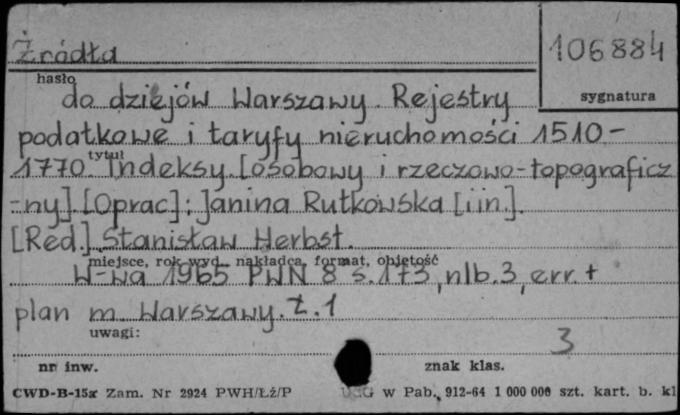 Żródła
106884
hasło
sygnatura
do dziejów Warszawy. Rejestry
podatkowe i taryfy nieruchomości 1510-
tytuł
1770. Indeksy. [osobowy i rzeczowo-topograficz
-ny]. [Oprac]: Janina Rutkowska [i in.].
[Red.] Stanisław Herbst.
miejsce, rok wyd., nakładca, format, objętość
W-wa 1965 PWN 8 s. 173, nlb. 3, err. +
plan m. Warszawy. t. 1
uwagi:
3
nr inw.
znak klas.
CWD-B-15x Zam. Nr 2924 PWH/Łż/P
w Pab. 912-64 1 000 000 szt. kart. b. kl